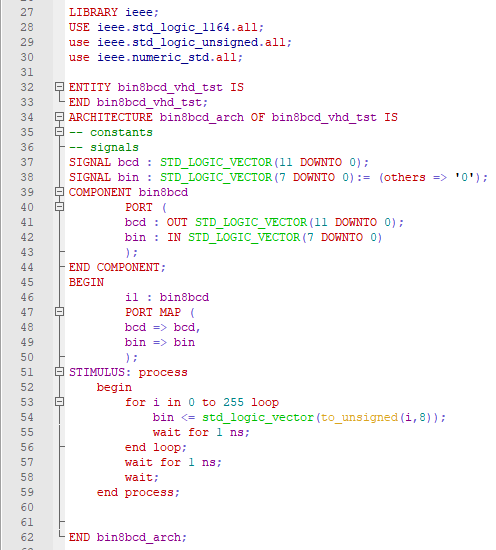 27 LIBRARY ieee;
28 USE ieee.std_logic_1164.all;
29 use ieee.std_logic_unsigned.all;
30 use ieee.numeric_std.all;
31
32 ENTITY bin8bcd_vhd_tst IS
33 END bin8bcd_vhd_tst;
34 ARCHITECTURE bin8bcd_arch OF bin8bcd_vhd_tst IS
35 -- constants
36 -- signals
37 SIGNAL bcd : STD_LOGIC_VECTOR(11 DOWNTO 0);
38 SIGNAL bin : STD_LOGIC_VECTOR(7 DOWNTO 0):= (others => '0');
39 COMPONENT bin8bcd
40 PORT (
41 bcd : OUT STD_LOGIC_VECTOR(11 DOWNTO 0);
42 bin : IN STD_LOGIC_VECTOR(7 DOWNTO 0)
43 );
44 END COMPONENT;
45 BEGIN
46 i1 : bin8bcd
47 PORT MAP (
48 bcd => bcd,
49 bin => bin
50 );
51 STIMULUS: process
52 begin
53 for i in 0 to 255 loop
54 bin <= std_logic_vector(to_unsigned(i,8));
55 wait for 1 ns;
56 end loop;
57 wait for 1 ns;
58 wait;
59 end process;
60
61
62 END bin8bcd_arch;